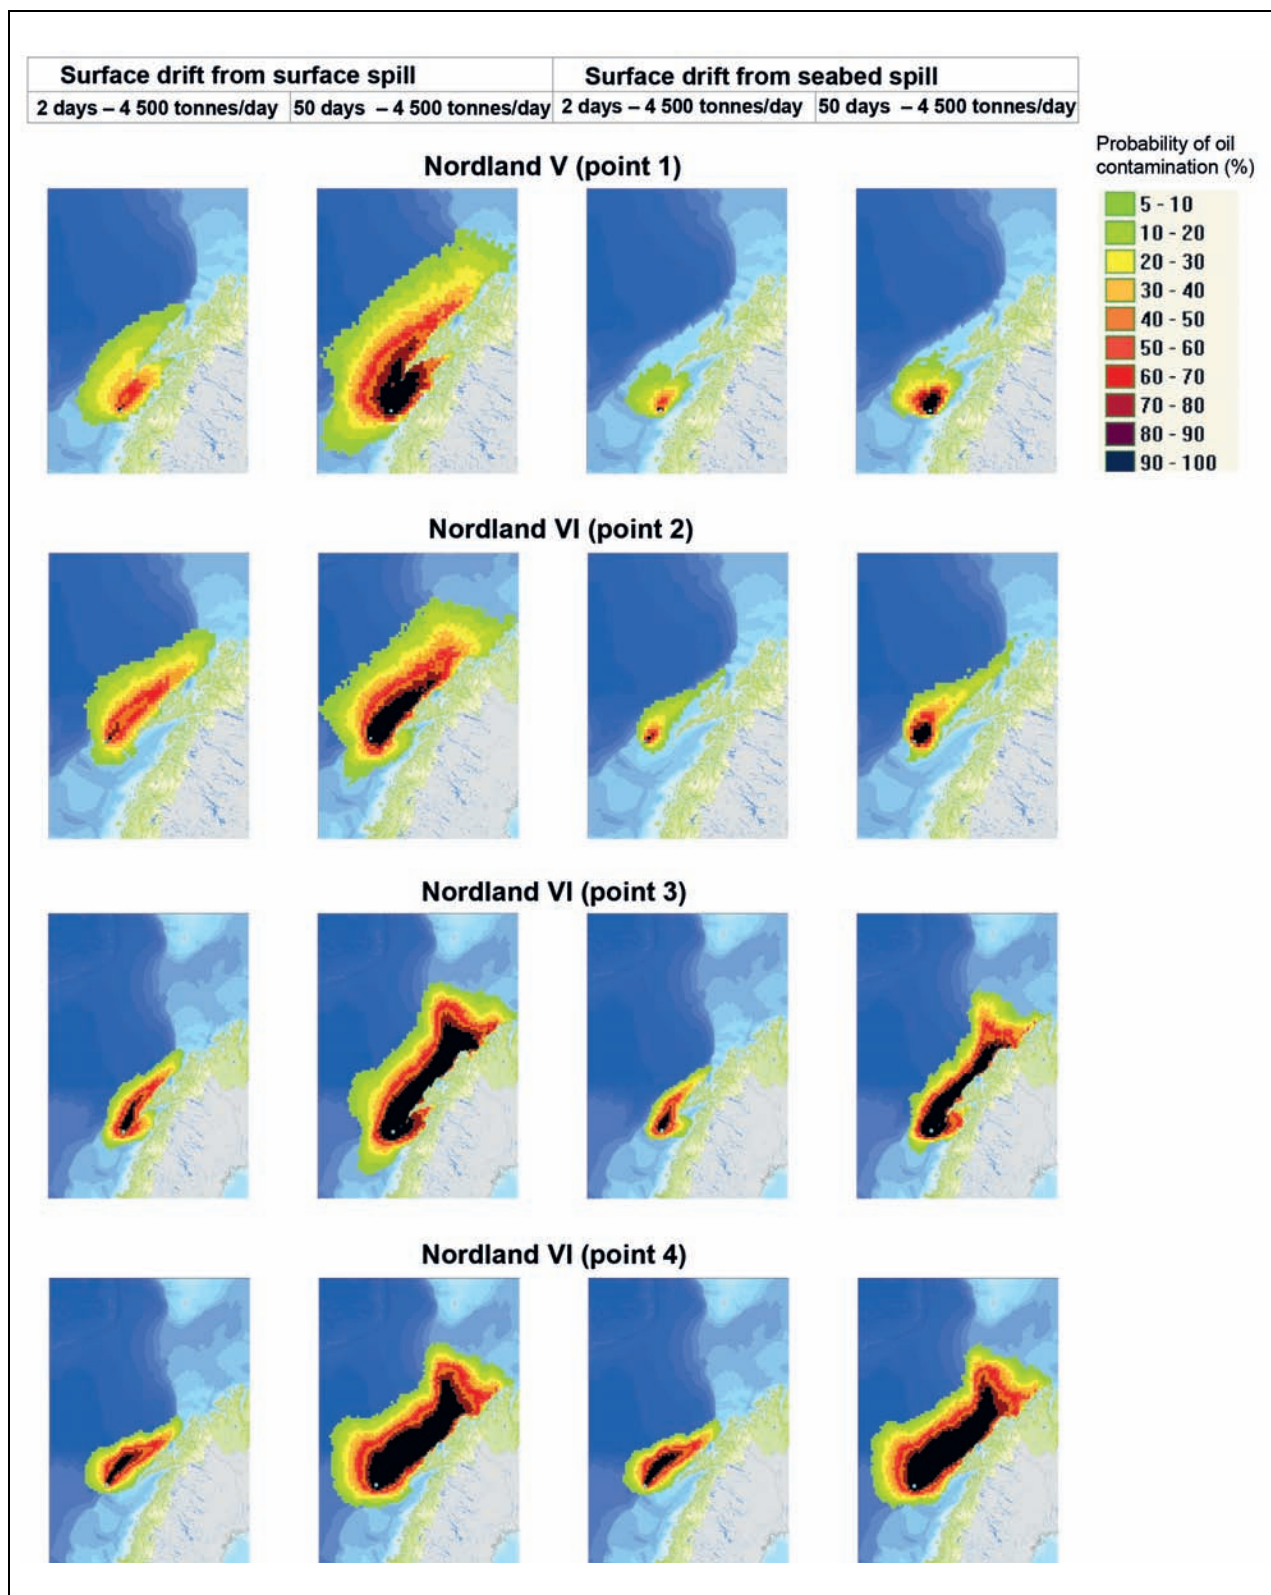 Surface drift from surface spill
Surface drift from seabed spill
2 days – 4 500 tonnes/day
50 days – 4 500 tonnes/day
2 days – 4 500 tonnes/day
50 days – 4 500 tonnes/day
Nordland V (point 1)
Probability of oil
contamination (%)
5 - 10
10 - 20
20 - 30
30 - 40
40 - 50
50 - 60
60 - 70
70 - 80
80 - 90
90 - 100
Nordland VI (point 2)
Nordland VI (point 3)
Nordland VI (point 4)